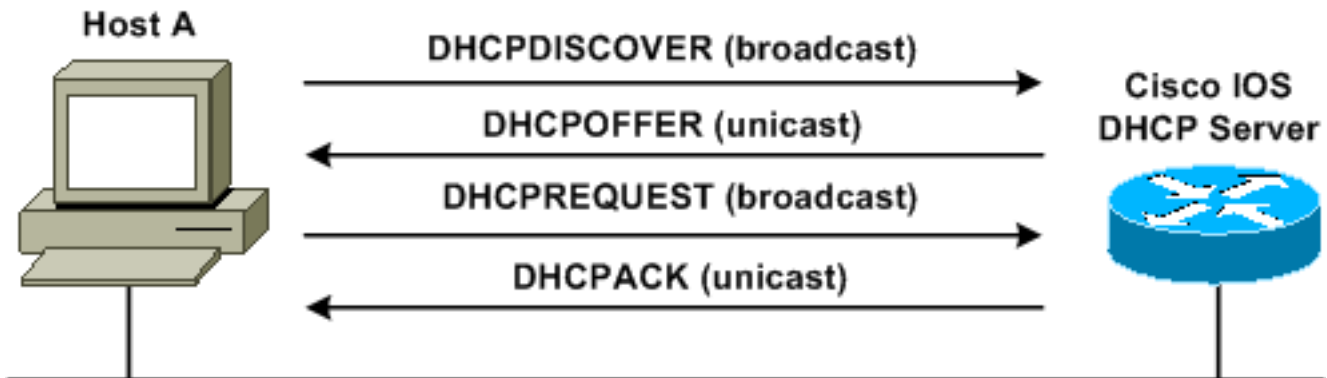 Host A
DHCPDISCOVER (broadcast)
Cisco IOS
DHCP Server
DHCPOFFER (unicast)
DHCPREQUEST (broadcast)
DHCPACK (unicast)